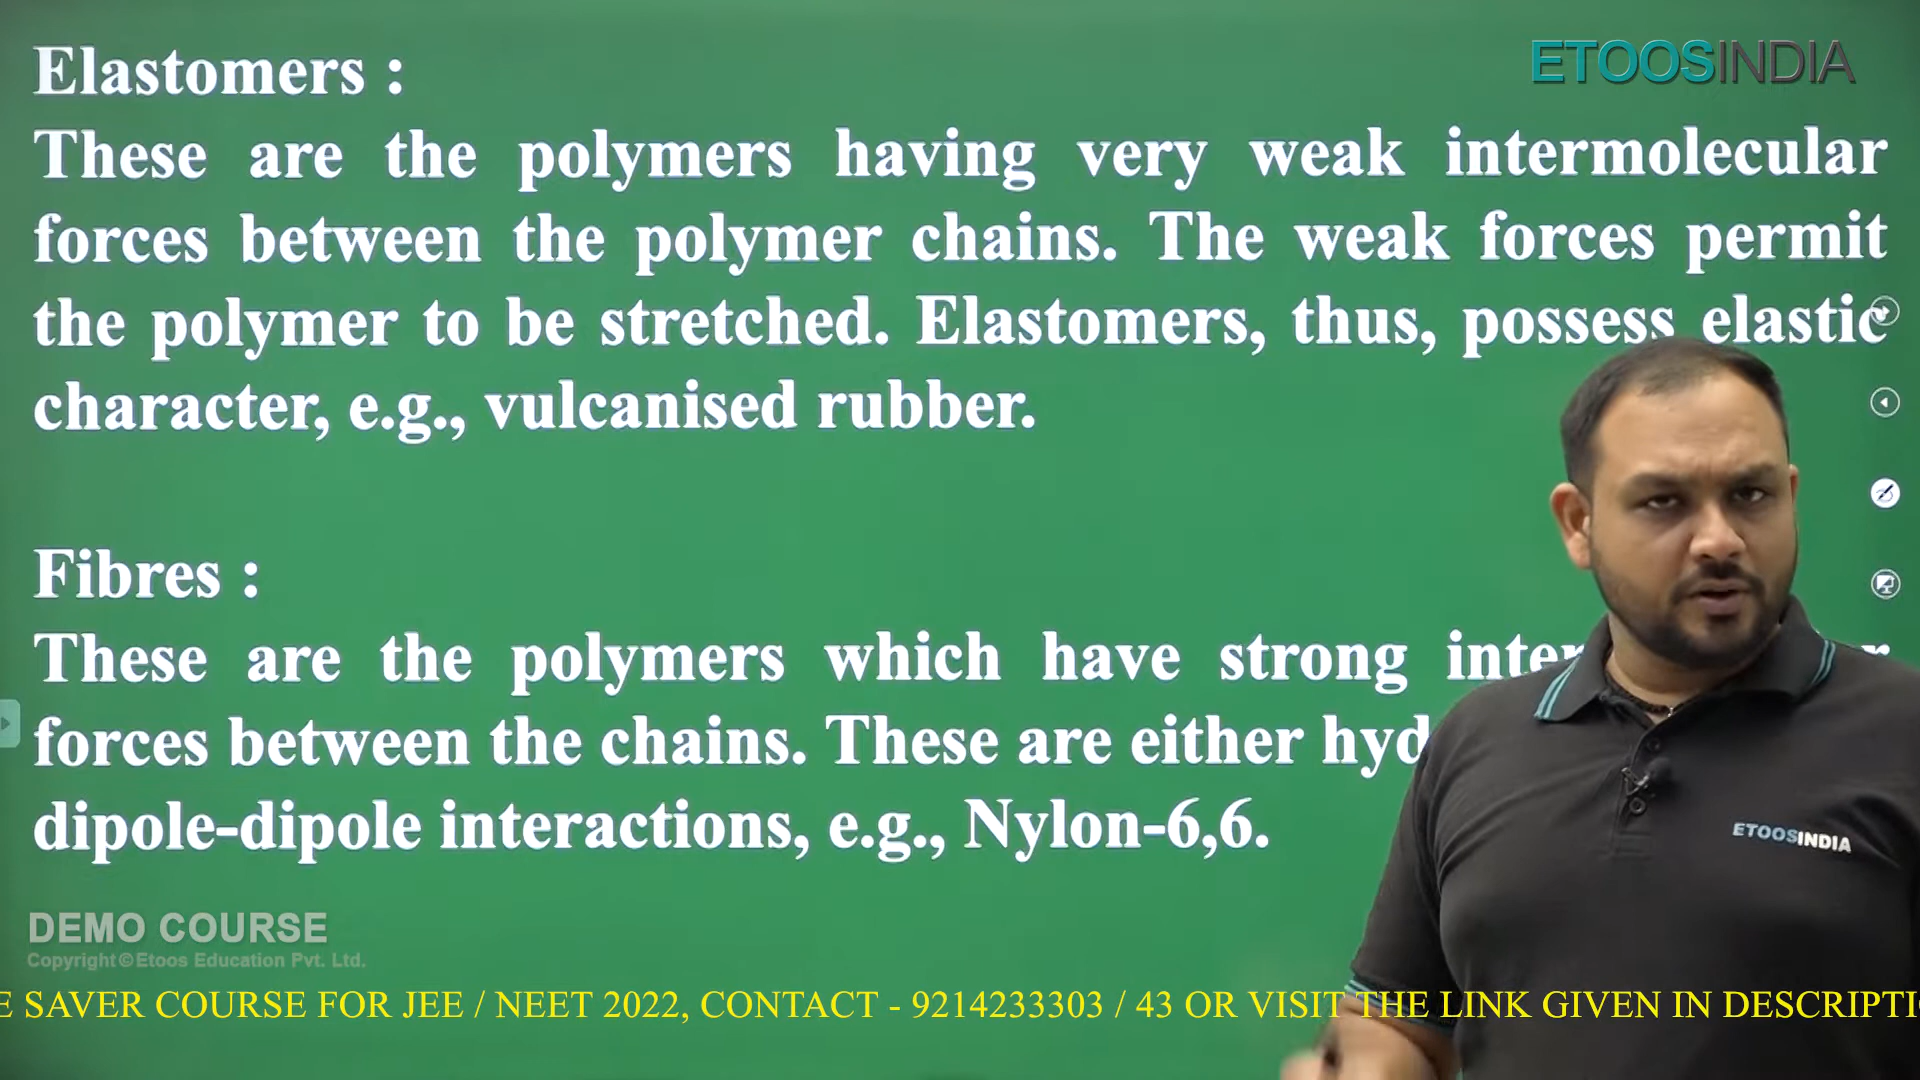 Elastomers :
ETOOSINDIA
These are the polymers having very weak intermolecular
forces between the polymer chains. The weak forces permit
the polymer to be stretched. Elastomers, thus, possess elastic
character, e.g., vulcanised rubber.
Fibres :
These are the polymers which have strong
forces between the chains. These are either
dipole-dipole interactions, e.g., Nylon-6,6.
ETOOSINDIA
DEMO COURSE
Copyright © Etoos Education Pvt. Ltd.
SAVER COURSE FOR JEE / NEET 2022, CONTACT - 9214233303 / 43 OR VISIT THE LINK GIVEN IN